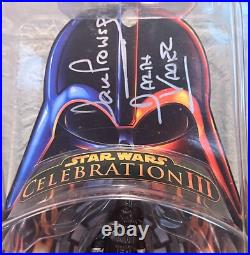 Dave Prowse
DARTH
VADER
STAR WARS
CELEBRATION III